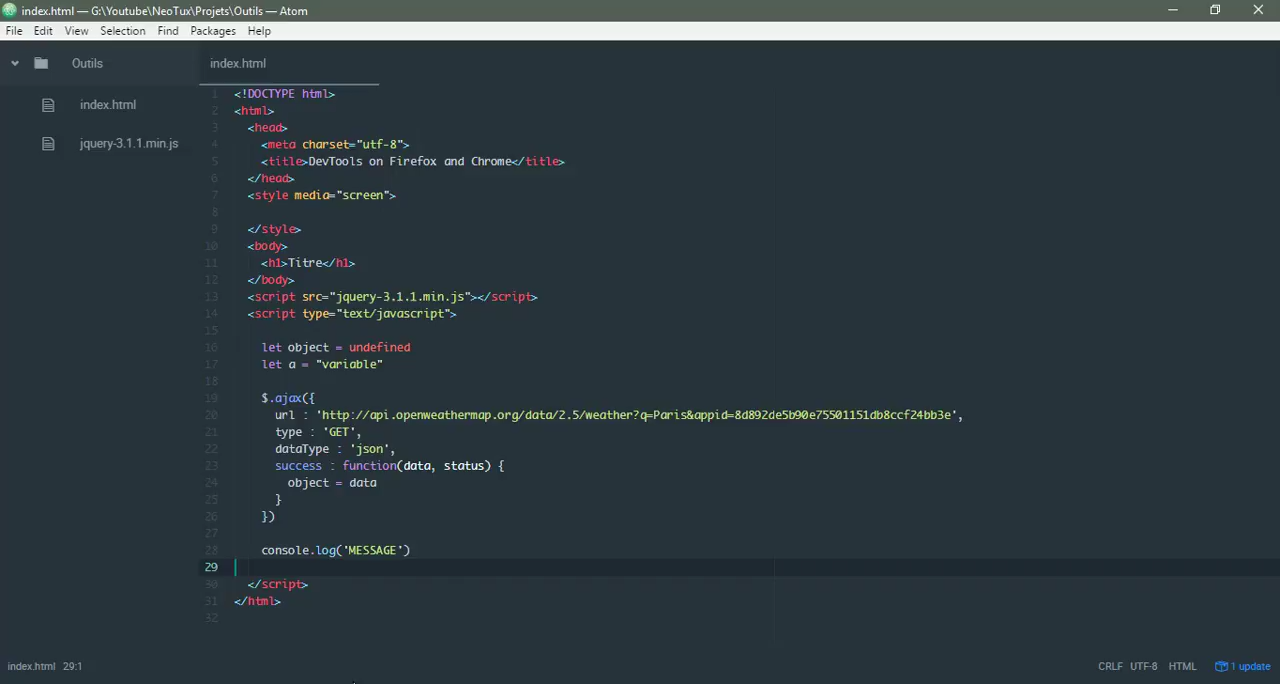 index.html — G:\Youtube\NeoTux\Projets\Outils — Atom
File Edit View Selection Find Packages Help
Outils
index.html
jquery-3.1.1.min.js
index.html
1 <!DOCTYPE html>
2 <html>
3 <head>
4 <meta charset="utf-8">
5 <title>DevTools on Firefox and Chrome</title>
6 </head>
7 <style media="screen">
8
9 </style>
10 <body>
11 <h1>Titre</h1>
12 </body>
13 <script src="jquery-3.1.1.min.js"></script>
14 <script type="text/javascript">
15
16 let object = undefined
17 let a = "variable"
18
19 $.ajax({
20 url : 'http://api.openweathermap.org/data/2.5/weather?q=Paris&appid=8d892de5b90e75501151db8ccf24bb3e',
21 type : 'GET',
22 dataType : 'json',
23 success : function(data, status) {
24 object = data
25 }
26 })
27
28 console.log('MESSAGE')
29
30 </script>
31 </html>
32
index.html 29:1
CRLF UTF-8 HTML 1 update